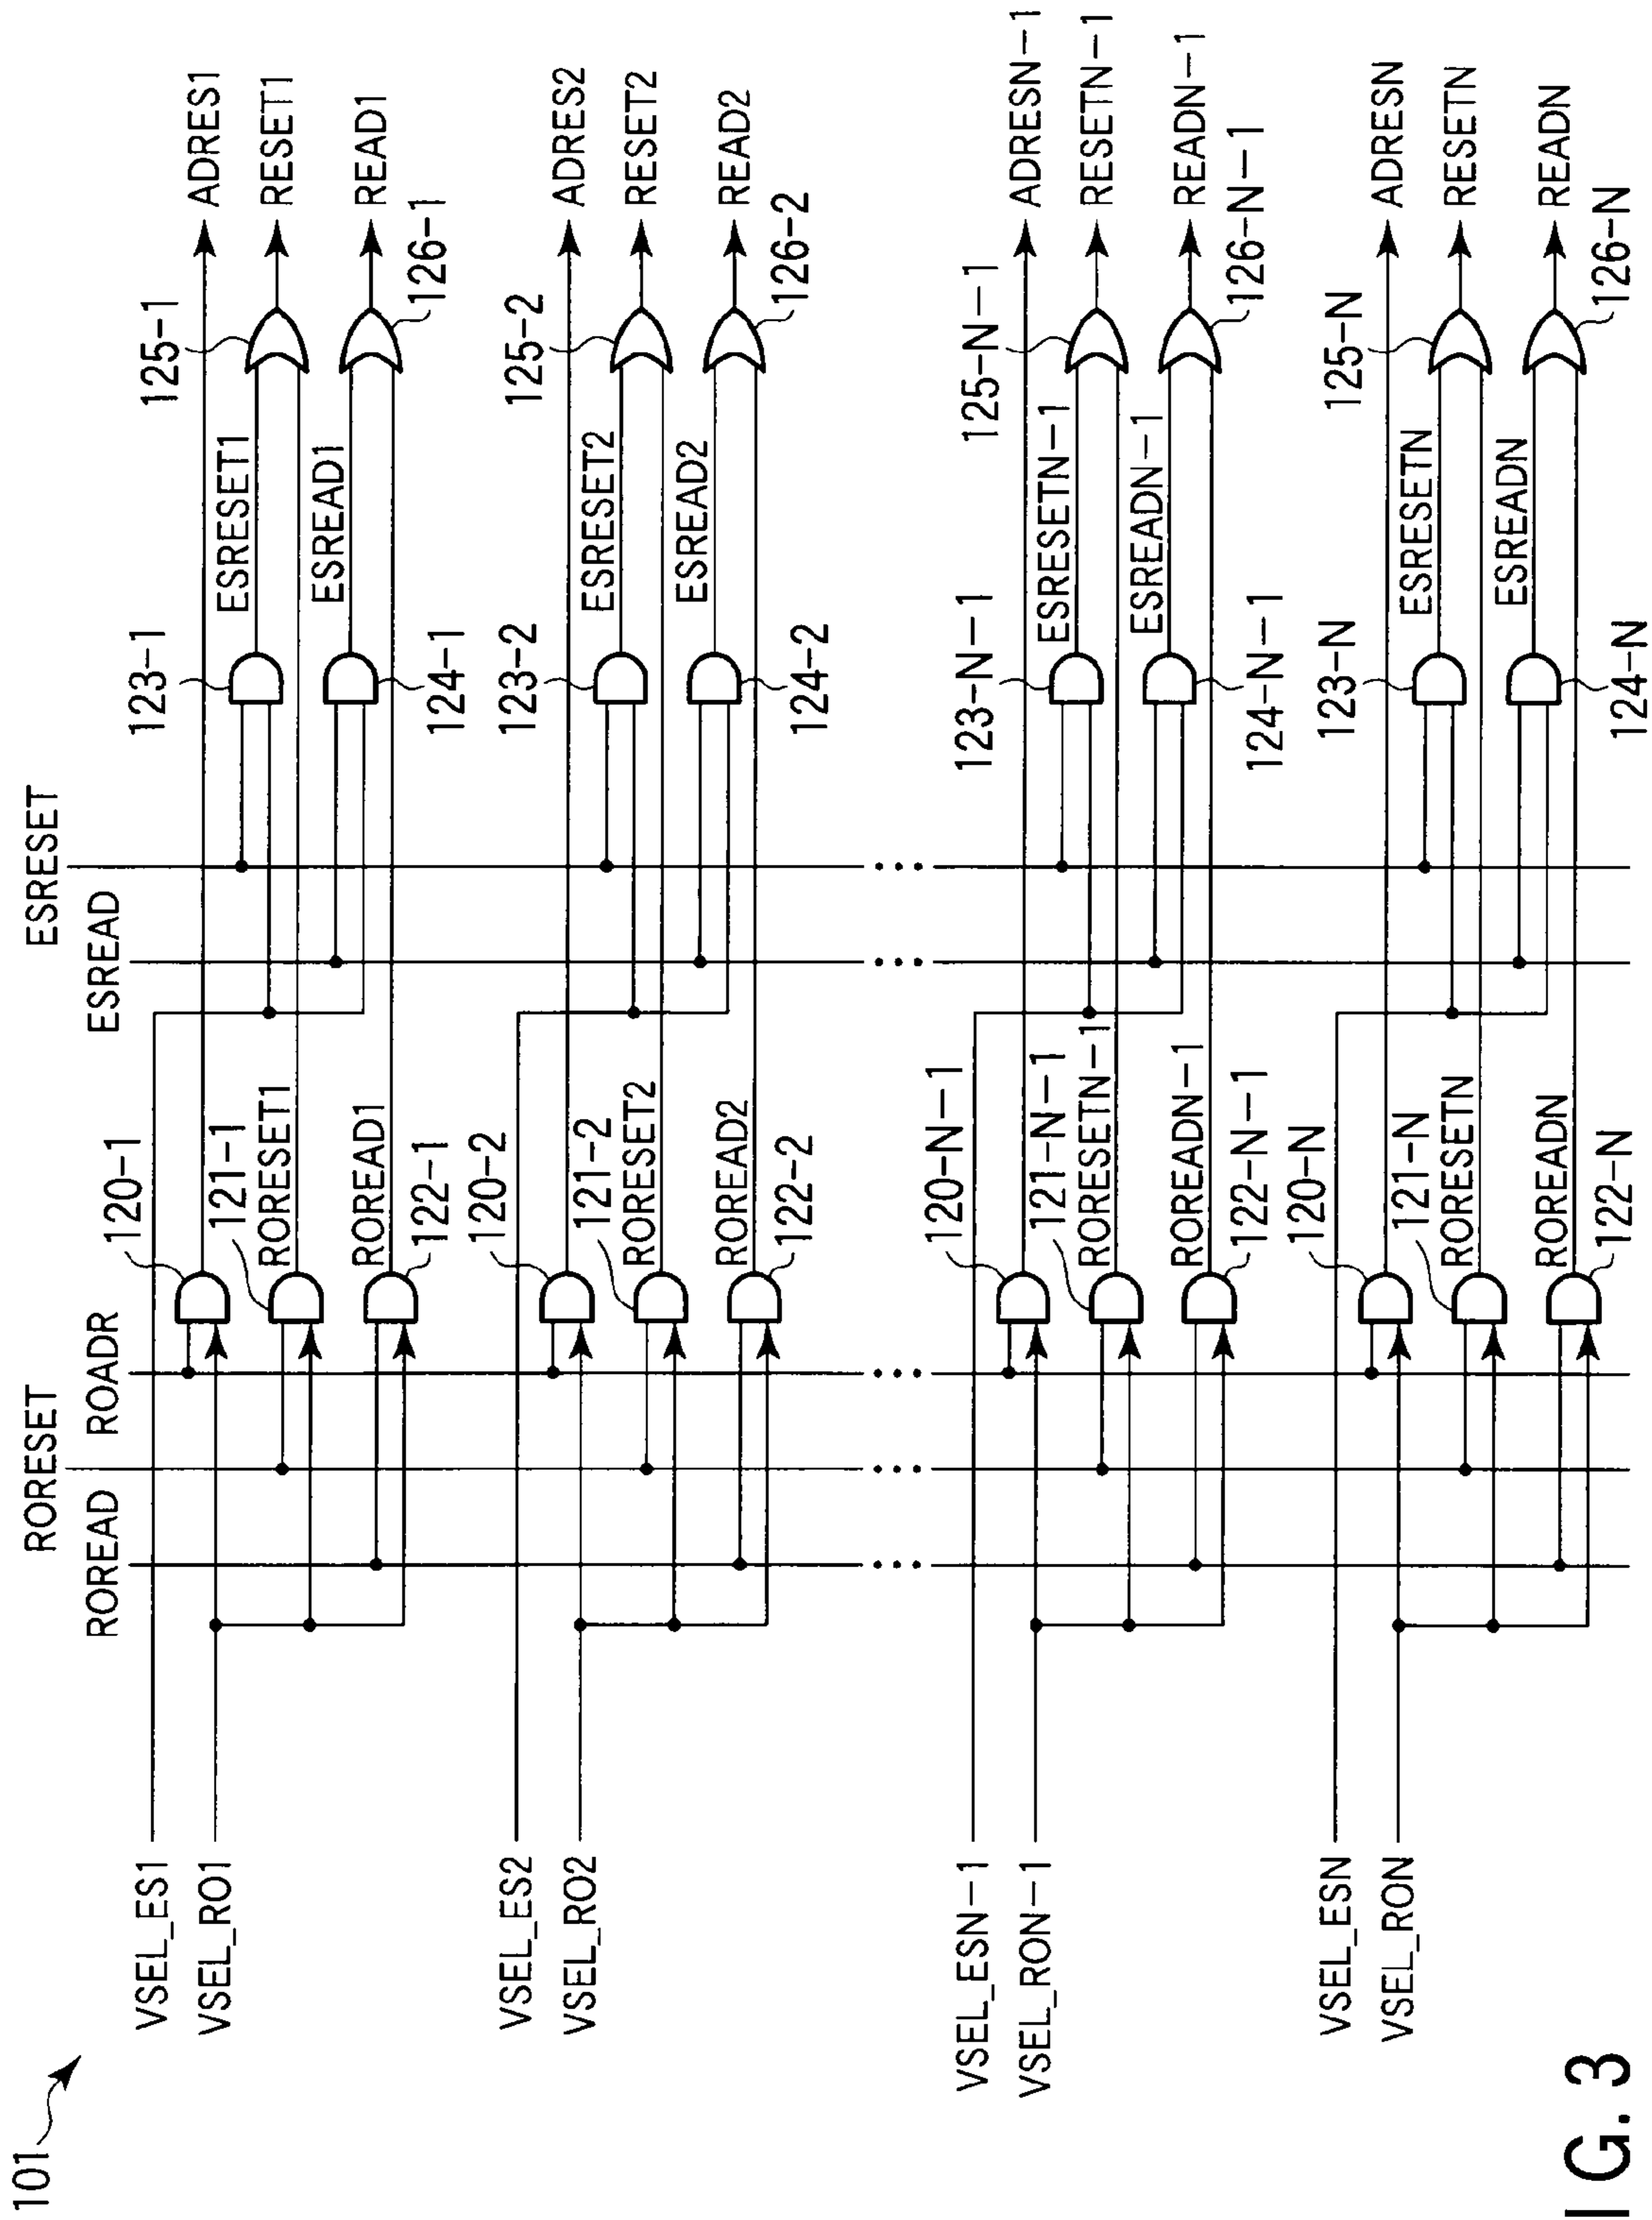 101
RORESET
ESRESET
ROREAD
ROADR
ESREAD
VSEL_ES1
VSEL_RO1
120-1
121-1
RORESET1
ROREAD1
122-1
123-1
ESRESET1
ESREAD1
124-1
125-1
126-1
ADRES1
RESET1
READ1
VSEL_ES2
VSEL_RO2
120-2
121-2
RORESET2
ROREAD2
122-2
123-2
ESRESET2
ESREAD2
124-2
125-2
126-2
ADRES2
RESET2
READ2
VSEL_ESN-1
VSEL_RON-1
120-N-1
121-N-1
RORESETN-1
ROREADN-1
122-N-1
123-N-1
ESRESETN-1
ESREADN-1
124-N-1
125-N-1
126-N-1
ADRESN-1
RESETN-1
READN-1
VSEL_ESN
VSEL_RON
120-N
121-N
RORESETN
ROREADN
122-N
123-N
ESRESETN
ESREADN
124-N
125-N
126-N
ADRESN
RESETN
READN
IG. 3